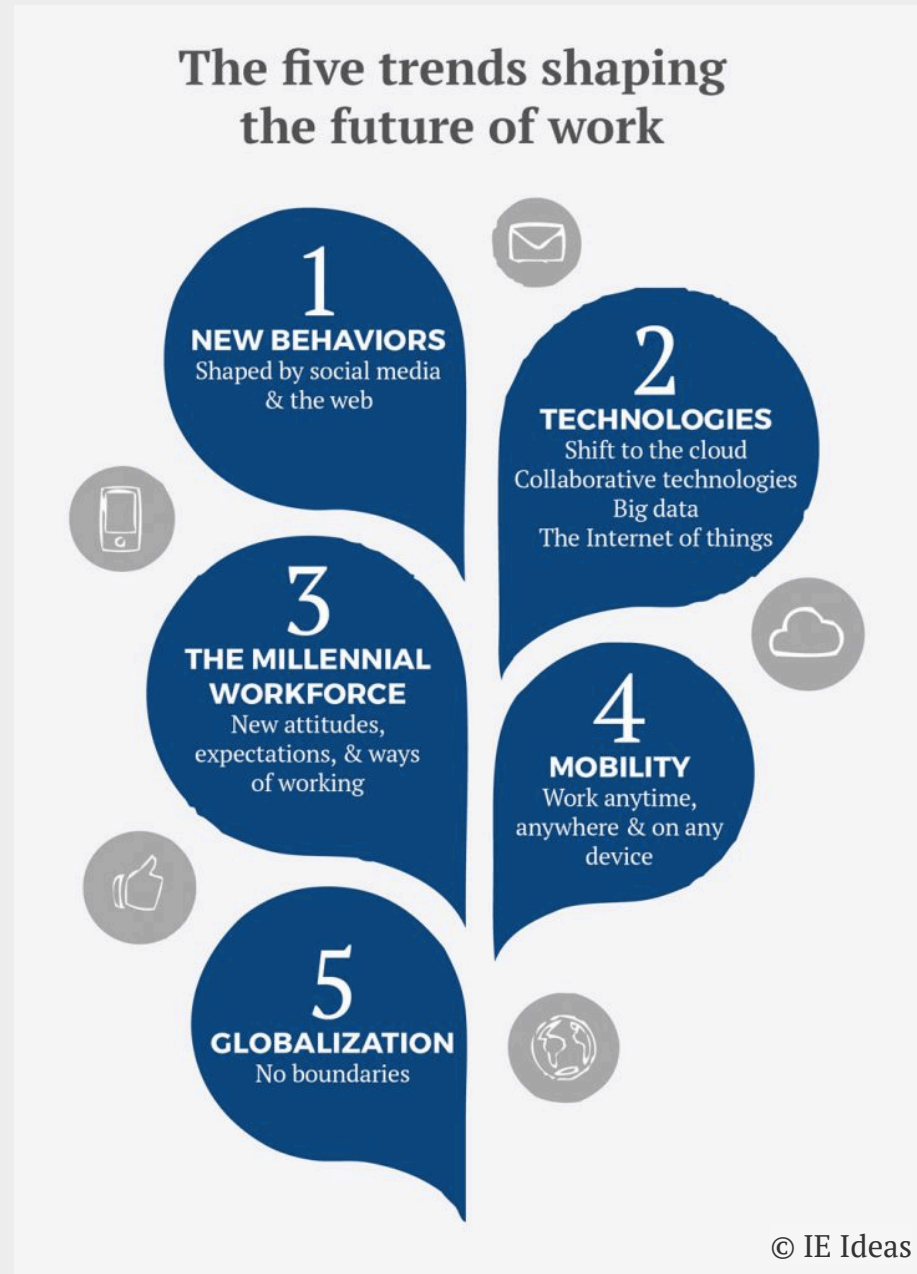 The five trends shaping
the future of work
1
NEW BEHAVIORS
Shaped by social media
& the web
2
TECHNOLOGIES
Shift to the cloud
Collaborative technologies
Big data
The Internet of things
3
THE MILLENNIAL
WORKFORCE
New attitudes,
expectations, & ways
of working
4
MOBILITY
Work anytime,
anywhere & on any
device
5
GLOBALIZATION
No boundaries
© IE Ideas